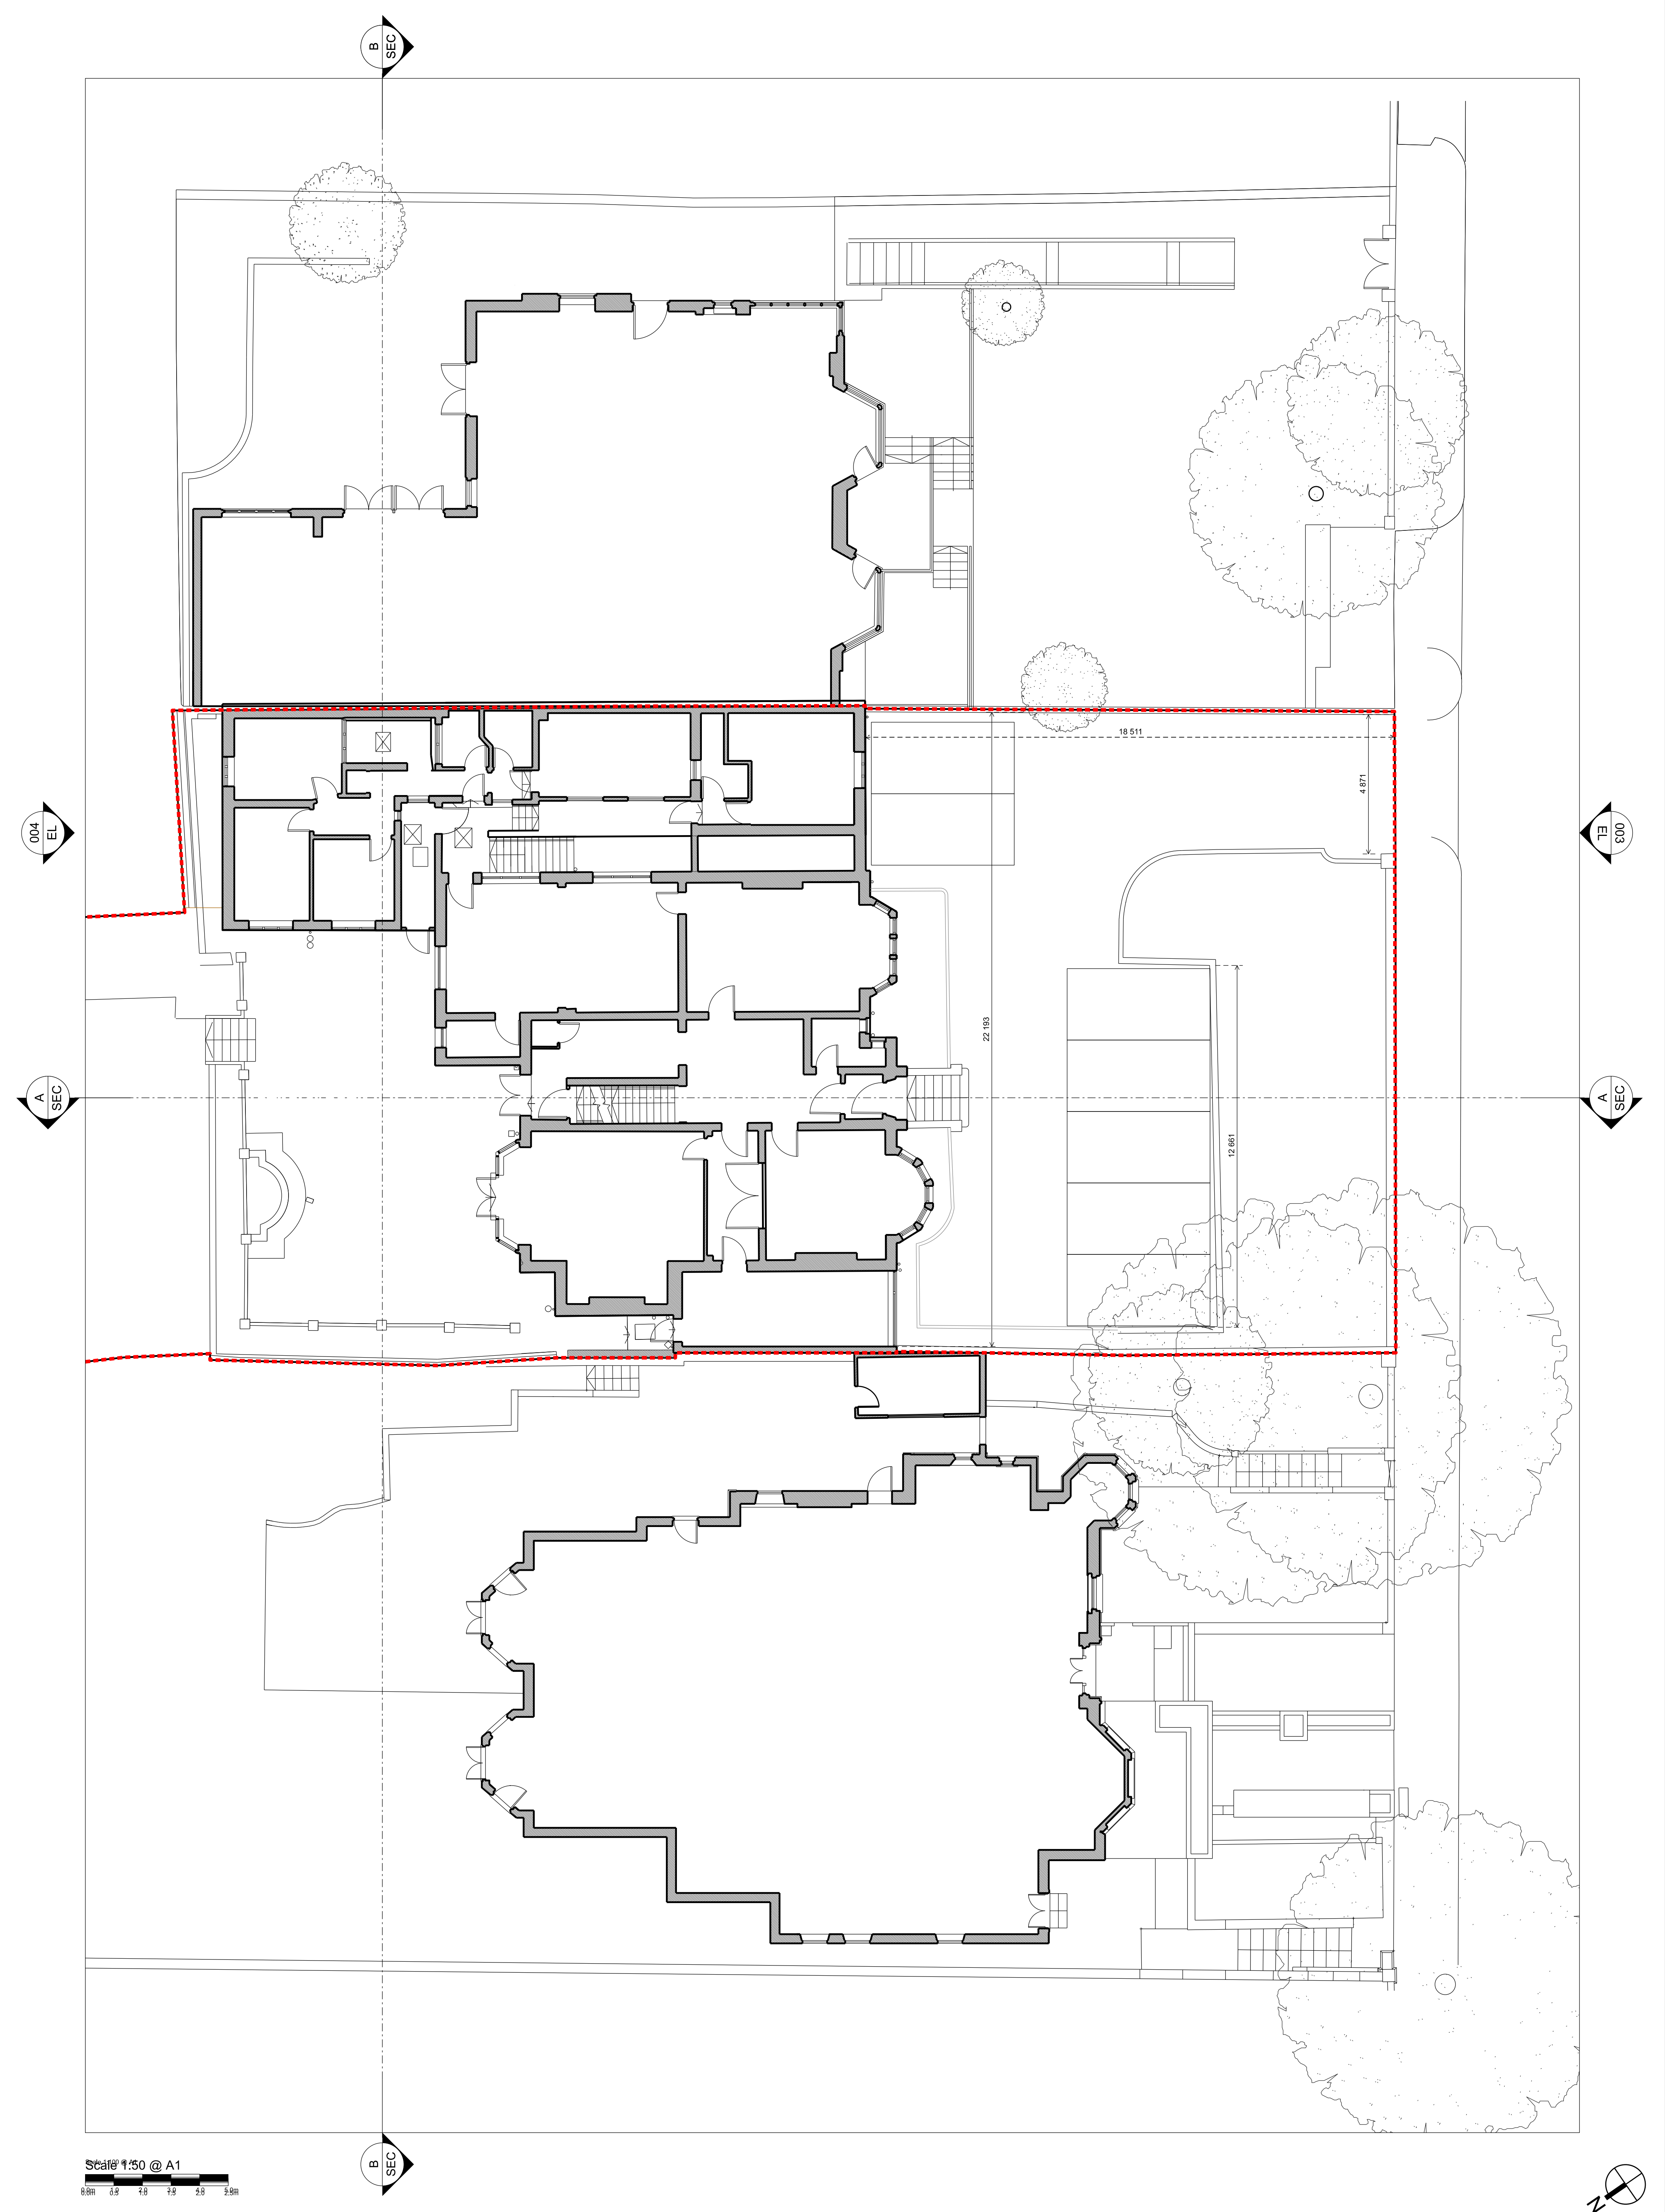 B
SEC
18 511
4 871
004
EL
003
EL
22 193
A
SEC
A
SEC
12 661
B
SEC
Scale 1:50 @ A1
N